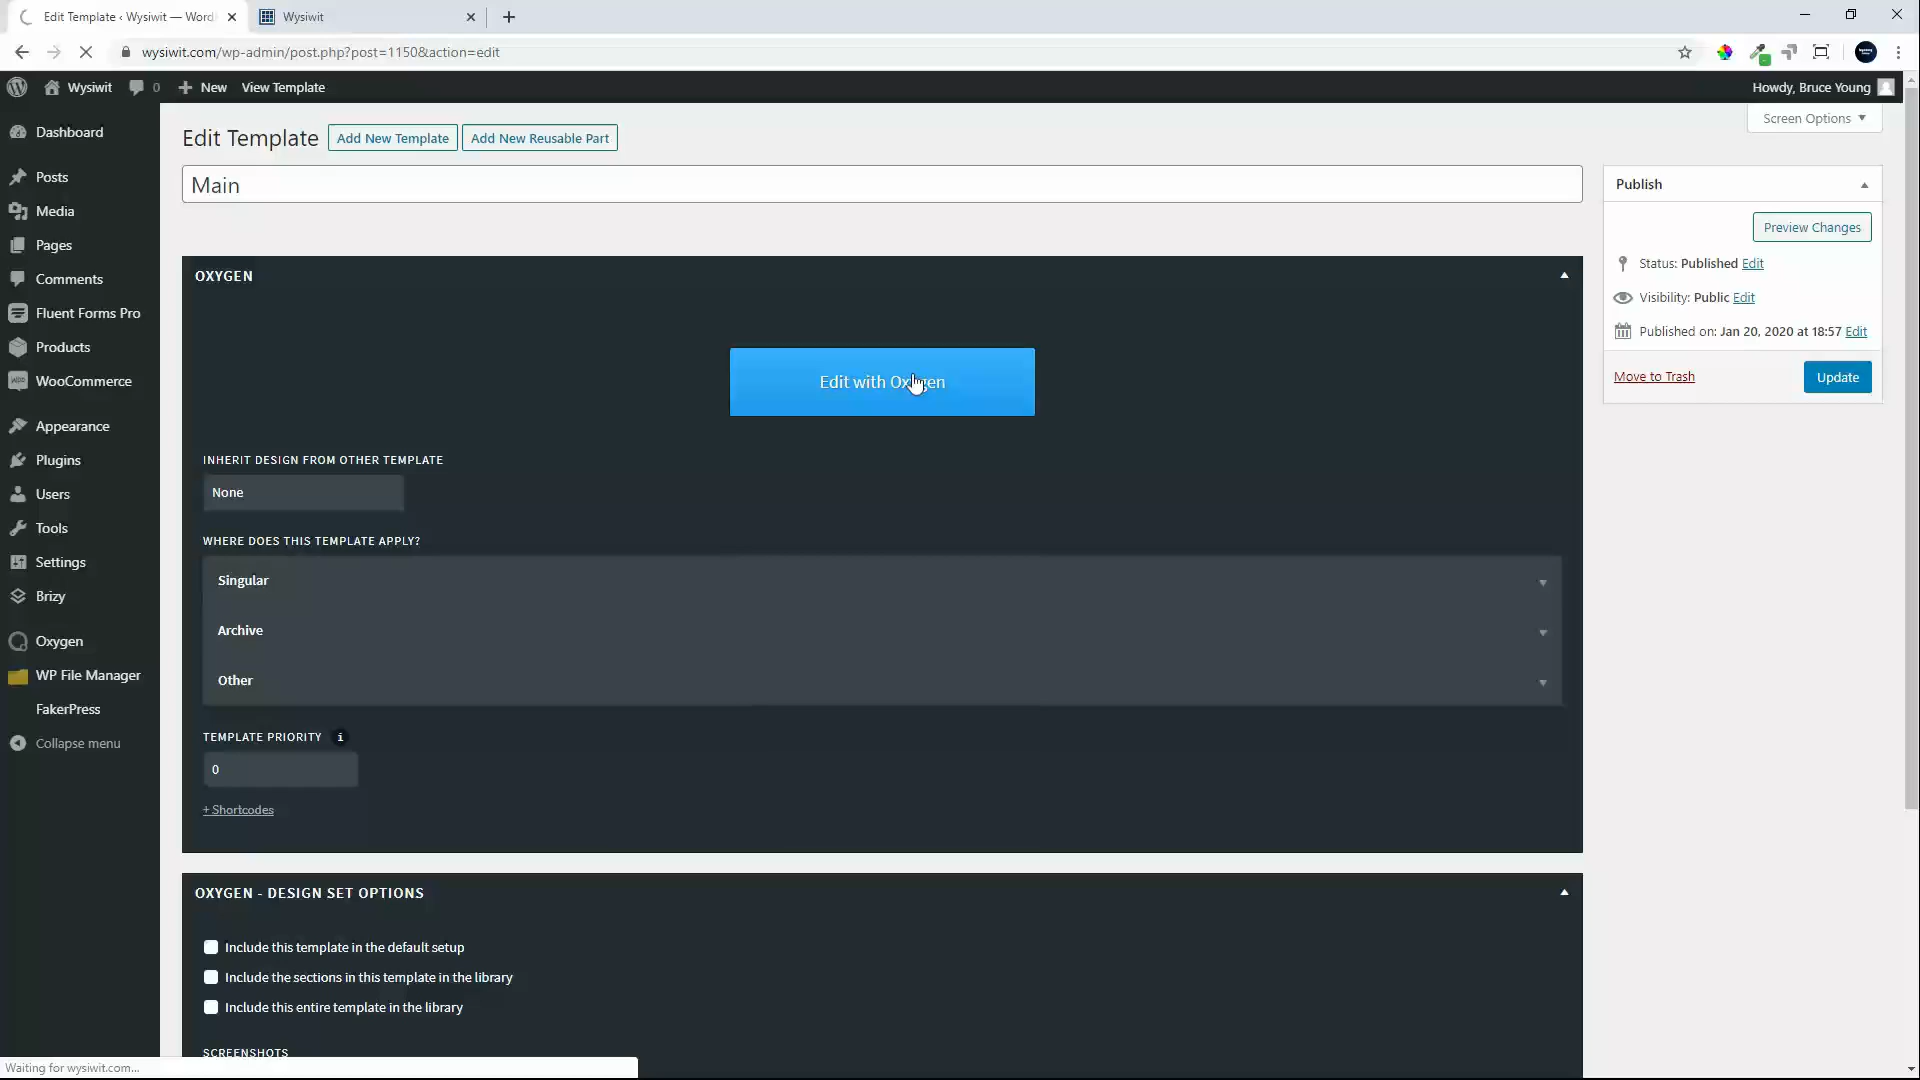 Edit Template ‹ Wysiwit — Word
Wysiwit
wysiwit.com/wp-admin/post.php?post=1150&action=edit
Wysiwit
0
New
View Template
Howdy, Bruce Young
Screen Options
Dashboard
Posts
Media
Pages
Comments
Fluent Forms Pro
Products
WooCommerce
Appearance
Plugins
Users
Tools
Settings
Brizy
Oxygen
WP File Manager
FakerPress
Collapse menu
Edit Template
Add New Template
Add New Reusable Part
Main
OXYGEN
Edit with Oxygen
INHERIT DESIGN FROM OTHER TEMPLATE
None
WHERE DOES THIS TEMPLATE APPLY?
Singular
Archive
Other
TEMPLATE PRIORITY i
0
+ Shortcodes
OXYGEN - DESIGN SET OPTIONS
Include this template in the default setup
Include the sections in this template in the library
Include this entire template in the library
SCREENSHOTS
Publish
Preview Changes
Status: Published Edit
Visibility: Public Edit
Published on: Jan 20, 2020 at 18:57 Edit
Move to Trash
Update
Waiting for wysiwit.com...